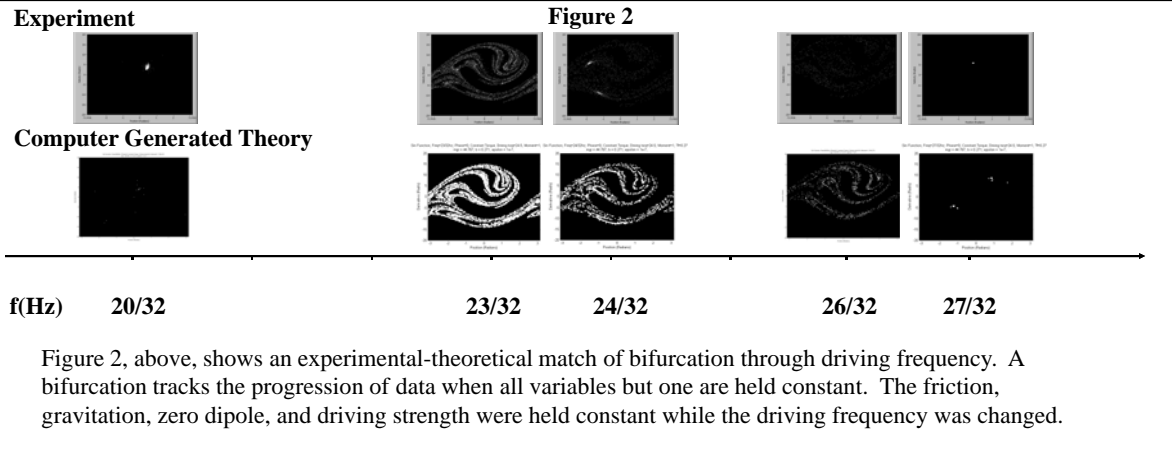 Experiment
Figure 2
Computer Generated Theory
f(Hz) 20/32 23/32 24/32 26/32 27/32
Figure 2, above, shows an experimental-theoretical match of bifurcation through driving frequency. A
bifurcation tracks the progression of data when all variables but one are held constant. The friction,
gravitation, zero dipole, and driving strength were held constant while the driving frequency was changed.